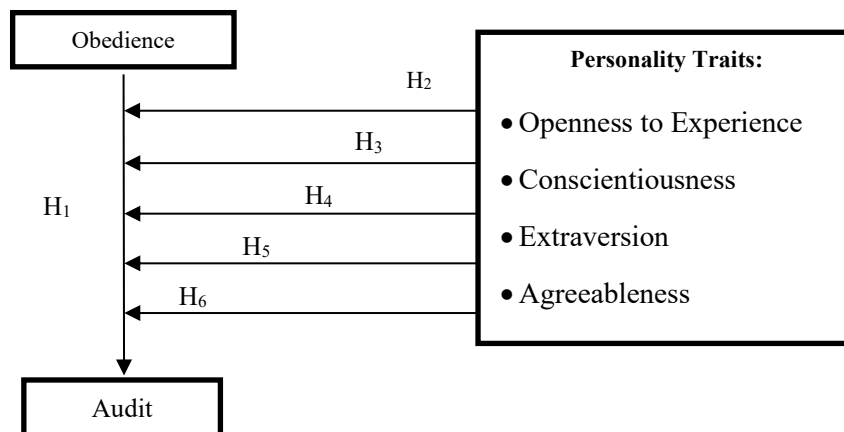 Obedience
Personality Traits:
H₂
• Openness to Experience
H₃
• Conscientiousness
H₄
H₁
• Extraversion
H₅
• Agreeableness
H₆
Audit